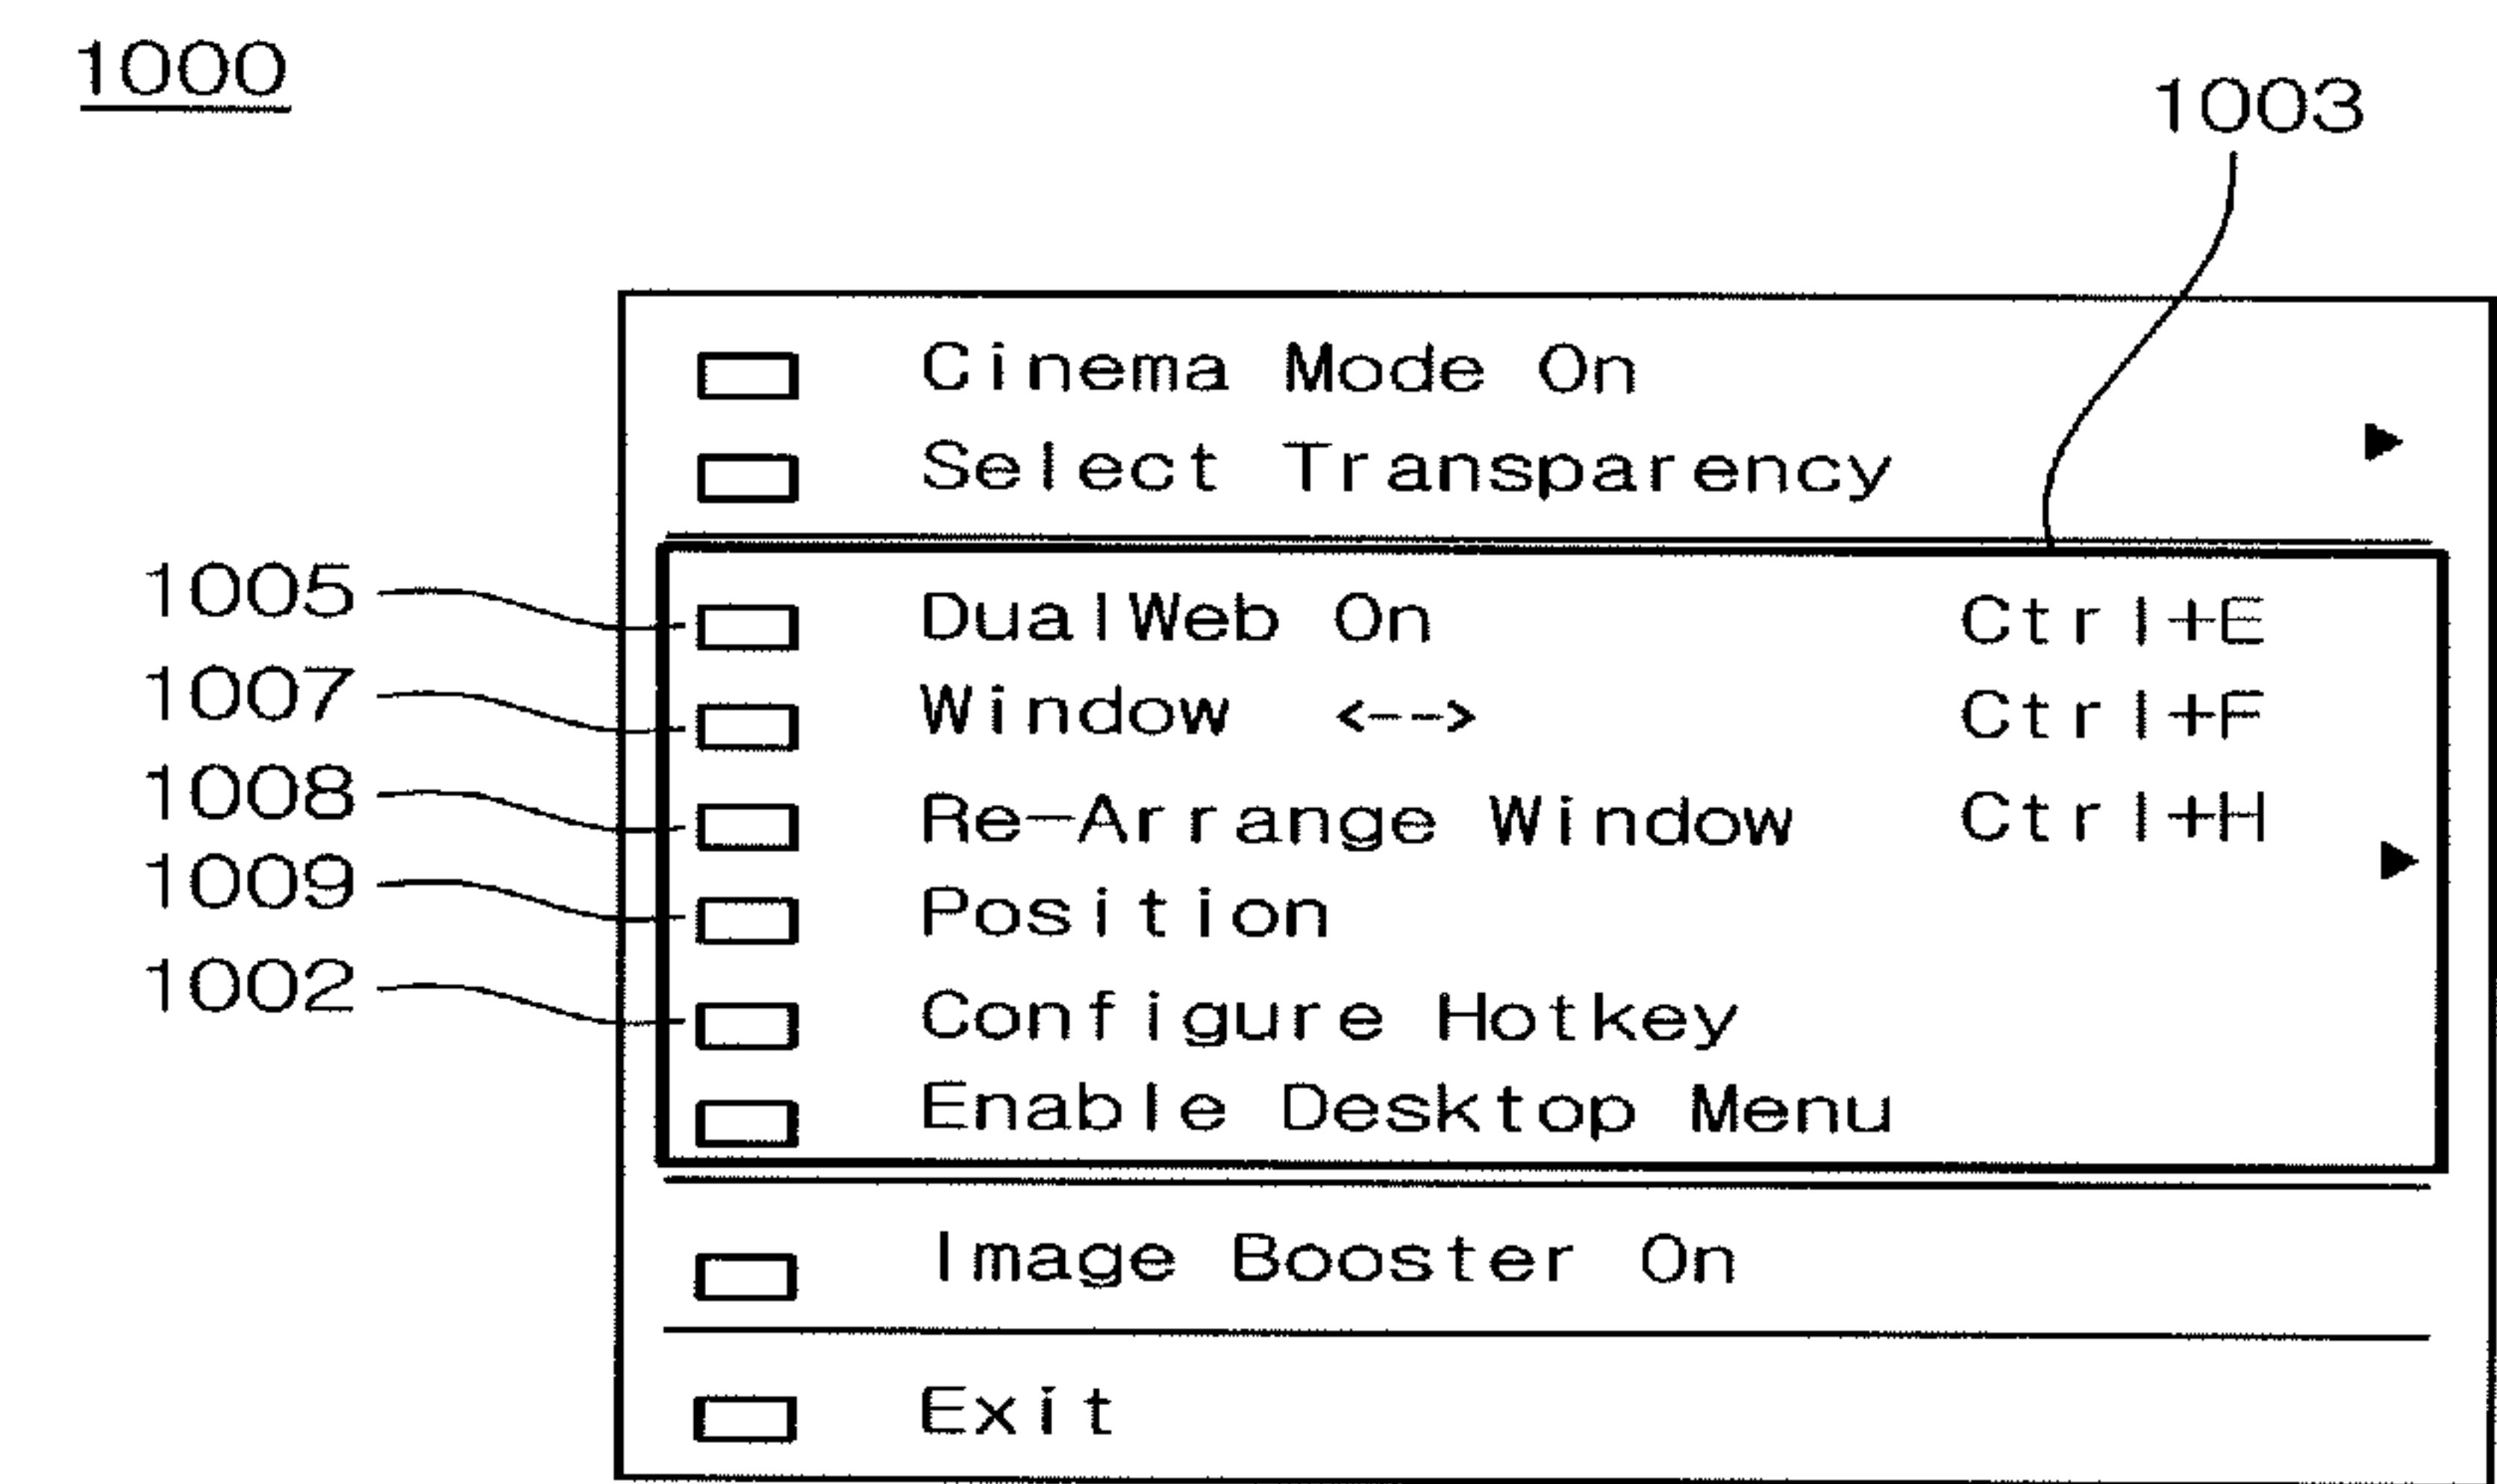 1000
1003
Cinema Mode On
Select Transparency ▶
1005 DualWeb On Ctrl+E
1007 Window <--> Ctrl+F
1008 Re-Arrange Window Ctrl+H
1009 Position ▶
1002 Configure Hotkey
Enable Desktop Menu
Image Booster On
Exit